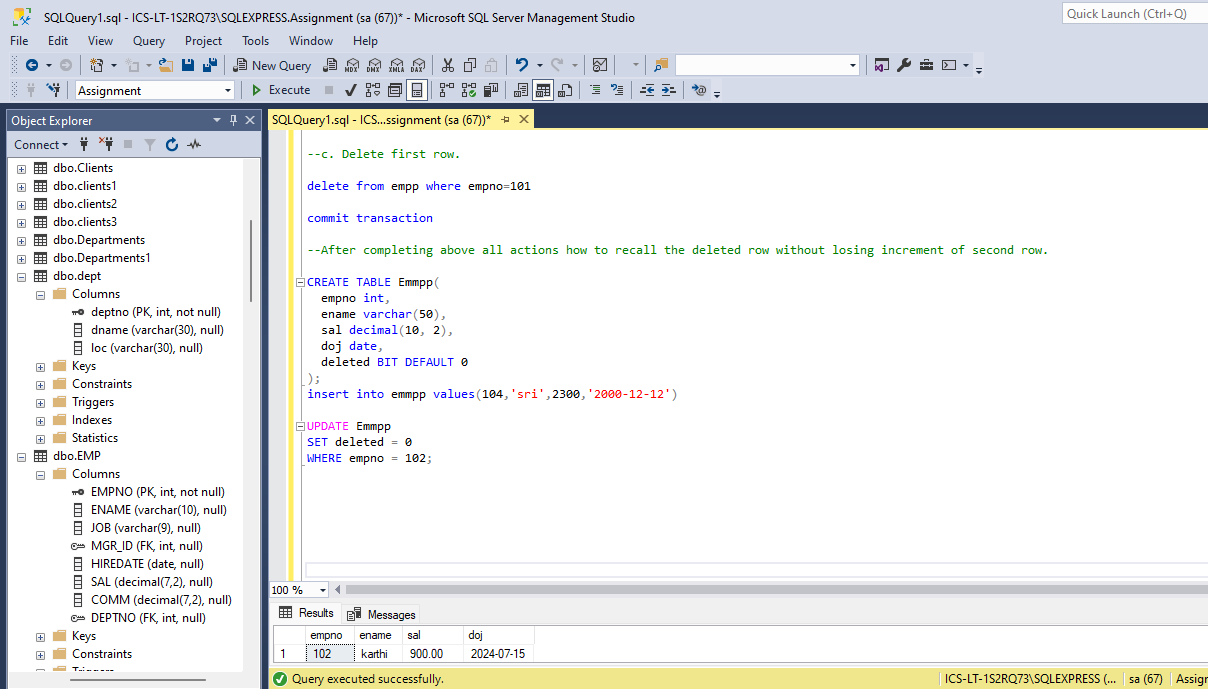 SQLQuery1.sql - ICS-LT-1S2RQ73\SQLEXPRESS.Assignment (sa (67))* - Microsoft SQL Server Management Studio
Quick Launch (Ctrl+Q)
File Edit View Query Project Tools Window Help
New Query MDX DMX XMLA DAX
Assignment Execute
Object Explorer
SQLQuery1.sql - ICS...ssignment (sa (67))*
Connect
dbo.Clients
dbo.clients1
dbo.clients2
dbo.clients3
dbo.Departments
dbo.Departments1
dbo.dept
Columns
deptno (PK, int, not null)
dname (varchar(30), null)
loc (varchar(30), null)
Keys
Constraints
Triggers
Indexes
Statistics
dbo.EMP
Columns
EMPNO (PK, int, not null)
ENAME (varchar(10), null)
JOB (varchar(9), null)
MGR_ID (FK, int, null)
HIREDATE (date, null)
SAL (decimal(7,2), null)
COMM (decimal(7,2), null)
DEPTNO (FK, int, null)
Keys
Constraints
Triggers
--c. Delete first row.
delete from empp where empno=101
commit transaction
--After completing above all actions how to recall the deleted row without losing increment of second row.
CREATE TABLE Emmpp(
empno int,
ename varchar(50),
sal decimal(10, 2),
doj date,
deleted BIT DEFAULT 0
);
insert into emmpp values(104,'sri',2300,'2000-12-12')
UPDATE Emmpp
SET deleted = 0
WHERE empno = 102;
100 %
Results Messages
empno ename sal doj
1 102 karthi 900.00 2024-07-15
Query executed successfully. ICS-LT-1S2RQ73\SQLEXPRESS (... sa (67) Assign